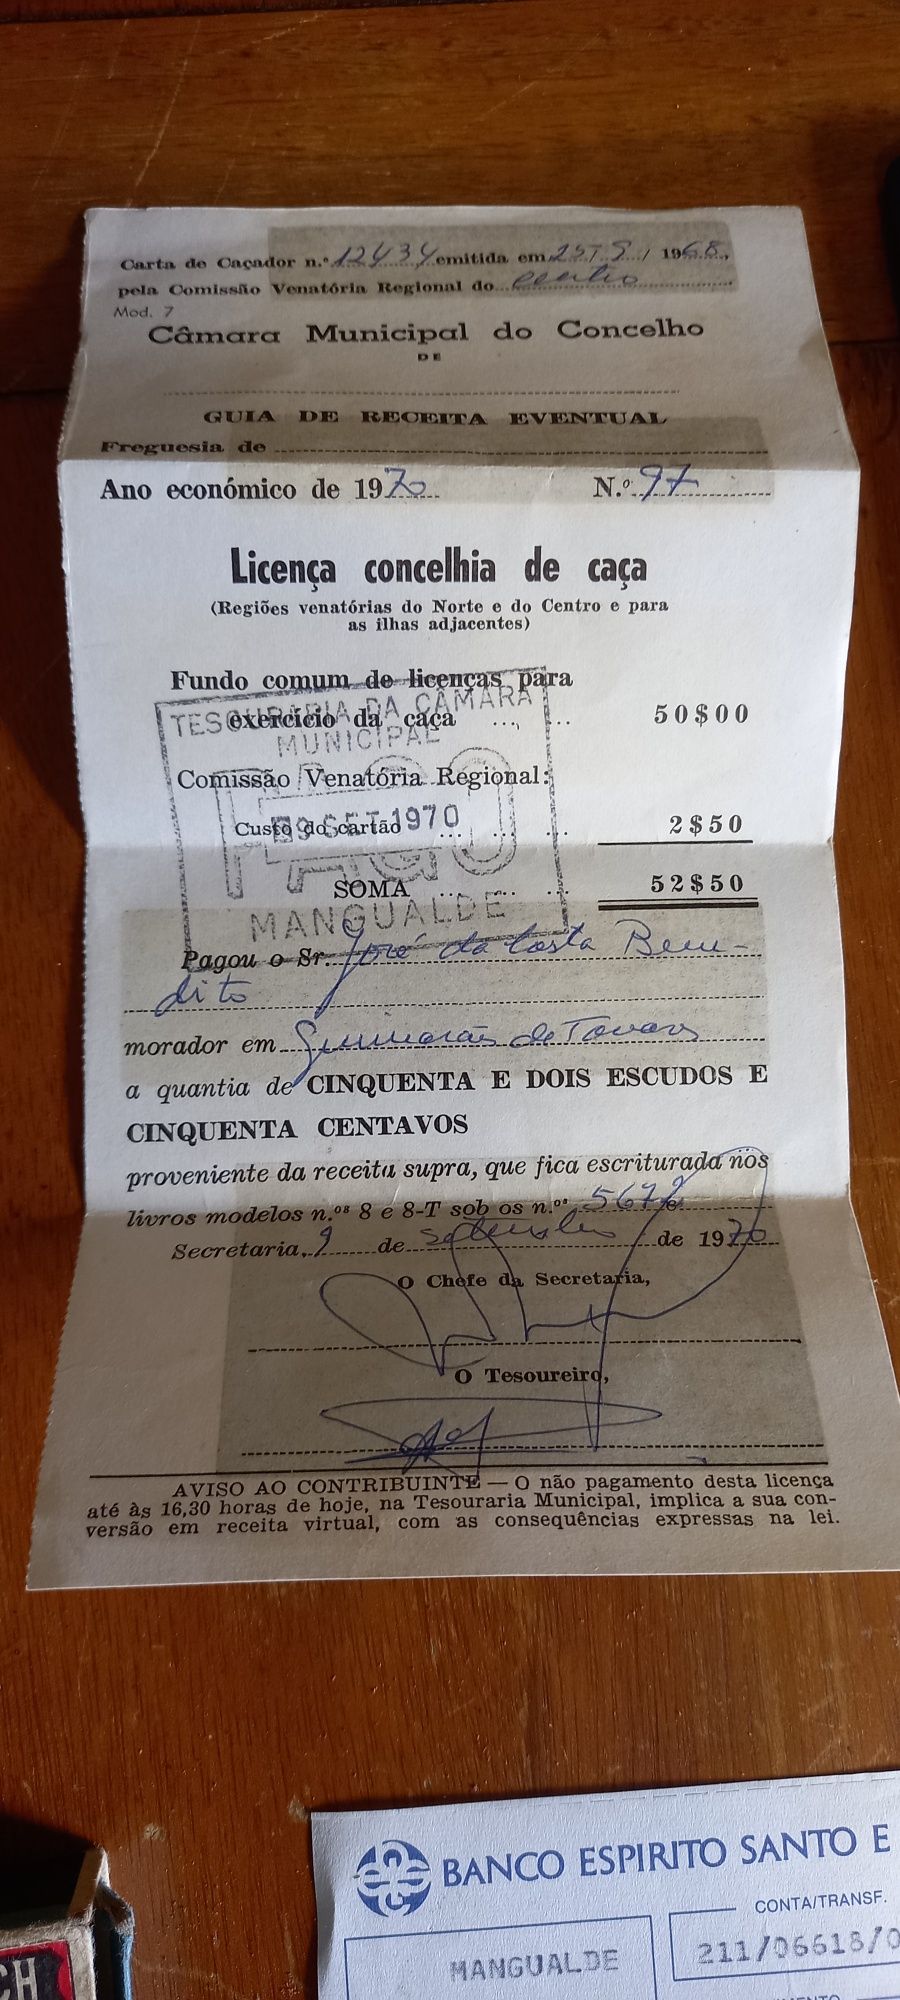 Carta de Caçador n.º 12434 emitida em 25 / 9 / 1968,
pela Comissão Venatória Regional do centro
Mod. 7
Câmara Municipal do Concelho
DE
GUIA DE RECEITA EVENTUAL
Freguesia de
Ano económico de 1970 N.º 97
Licença concelhia de caça
(Regiões venatórias do Norte e do Centro e para
as ilhas adjacentes)
Fundo comum de licenças para
exercício da caça ... ... 50$00
TESOURARIA DA CÂMARA
MUNICIPAL
PAGO
09 SET 1970
MANGUALDE
Comissão Venatória Regional:
Custo do cartão ... ... ... 2$50
SOMA ... ... ... 52$50
Pagou o Sr. José da Costa Bem-
dito
morador em Guimarães de Tavares
a quantia de CINQUENTA E DOIS ESCUDOS E
CINQUENTA CENTAVOS
proveniente da receita supra, que fica escriturada nos
livros modelos n.ºs 8 e 8-T sob os n.ºs 5672 e
Secretaria, 9 de setembro de 1970
O Chefe da Secretaria,
O Tesoureiro,
AVISO AO CONTRIBUINTE — O não pagamento desta licença
até às 16,30 horas de hoje, na Tesouraria Municipal, implica a sua con-
versão em receita virtual, com as consequências expressas na lei.
BANCO ESPIRITO SANTO E
CONTA/TRANSF.
MANGUALDE
211/06618/0
CH